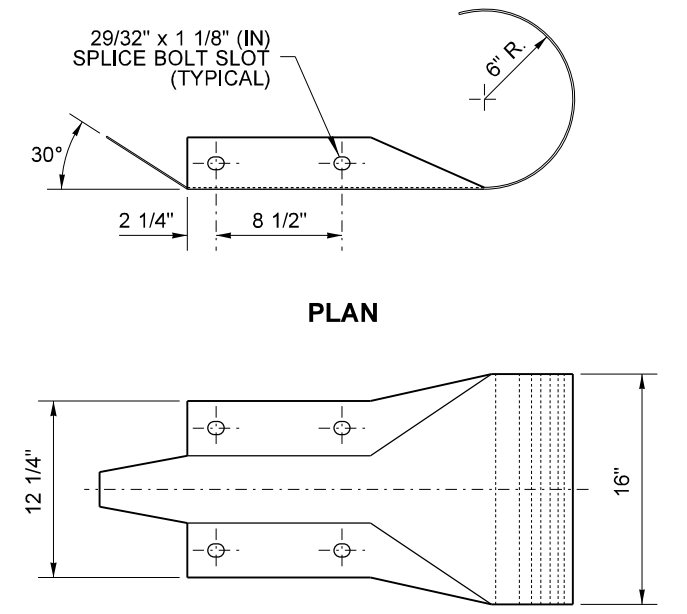 29/32" x 1 1/8" (IN)
SPLICE BOLT SLOT
(TYPICAL)
6" R.
30°
2 1/4"
8 1/2"
PLAN
12 1/4"
16"